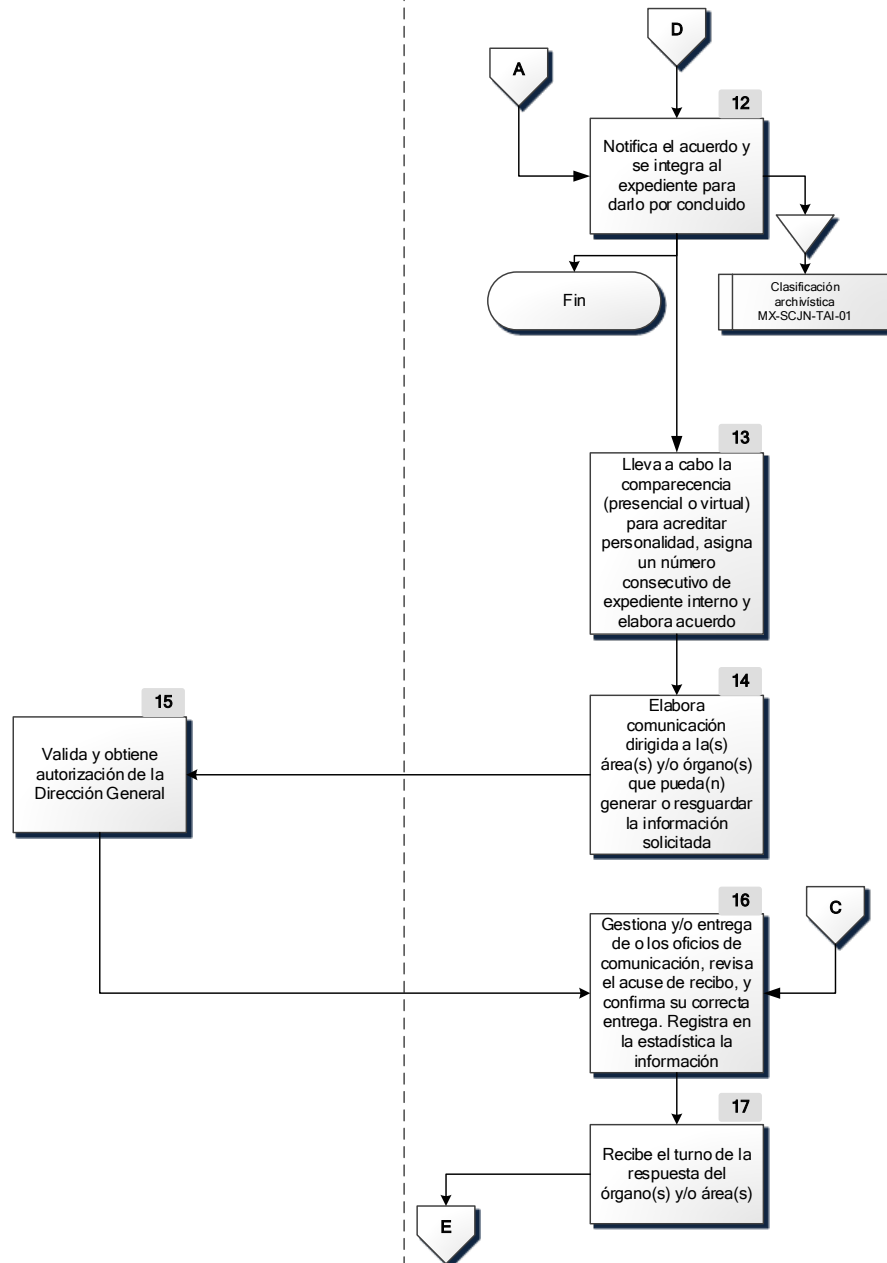 D
A
12
Notifica el acuerdo y
se integra al
expediente para
darlo por concluido
Fin
Clasificación
archivística
MX-SCJN-TAI-01
13
Lleva a cabo la
comparecencia
(presencial o virtual)
para acreditar
personalidad, asigna
un número
consecutivo de
expediente interno y
elabora acuerdo
14
Elabora
comunicación
dirigida a la(s)
área(s) y/o órgano(s)
que pueda(n)
generar o resguardar
la información
solicitada
15
Valida y obtiene
autorización de la
Dirección General
16
Gestiona y/o entrega
de o los oficios de
comunicación, revisa
el acuse de recibo, y
confirma su correcta
entrega. Registra en
la estadística la
información
C
17
Recibe el turno de la
respuesta del
órgano(s) y/o área(s)
E